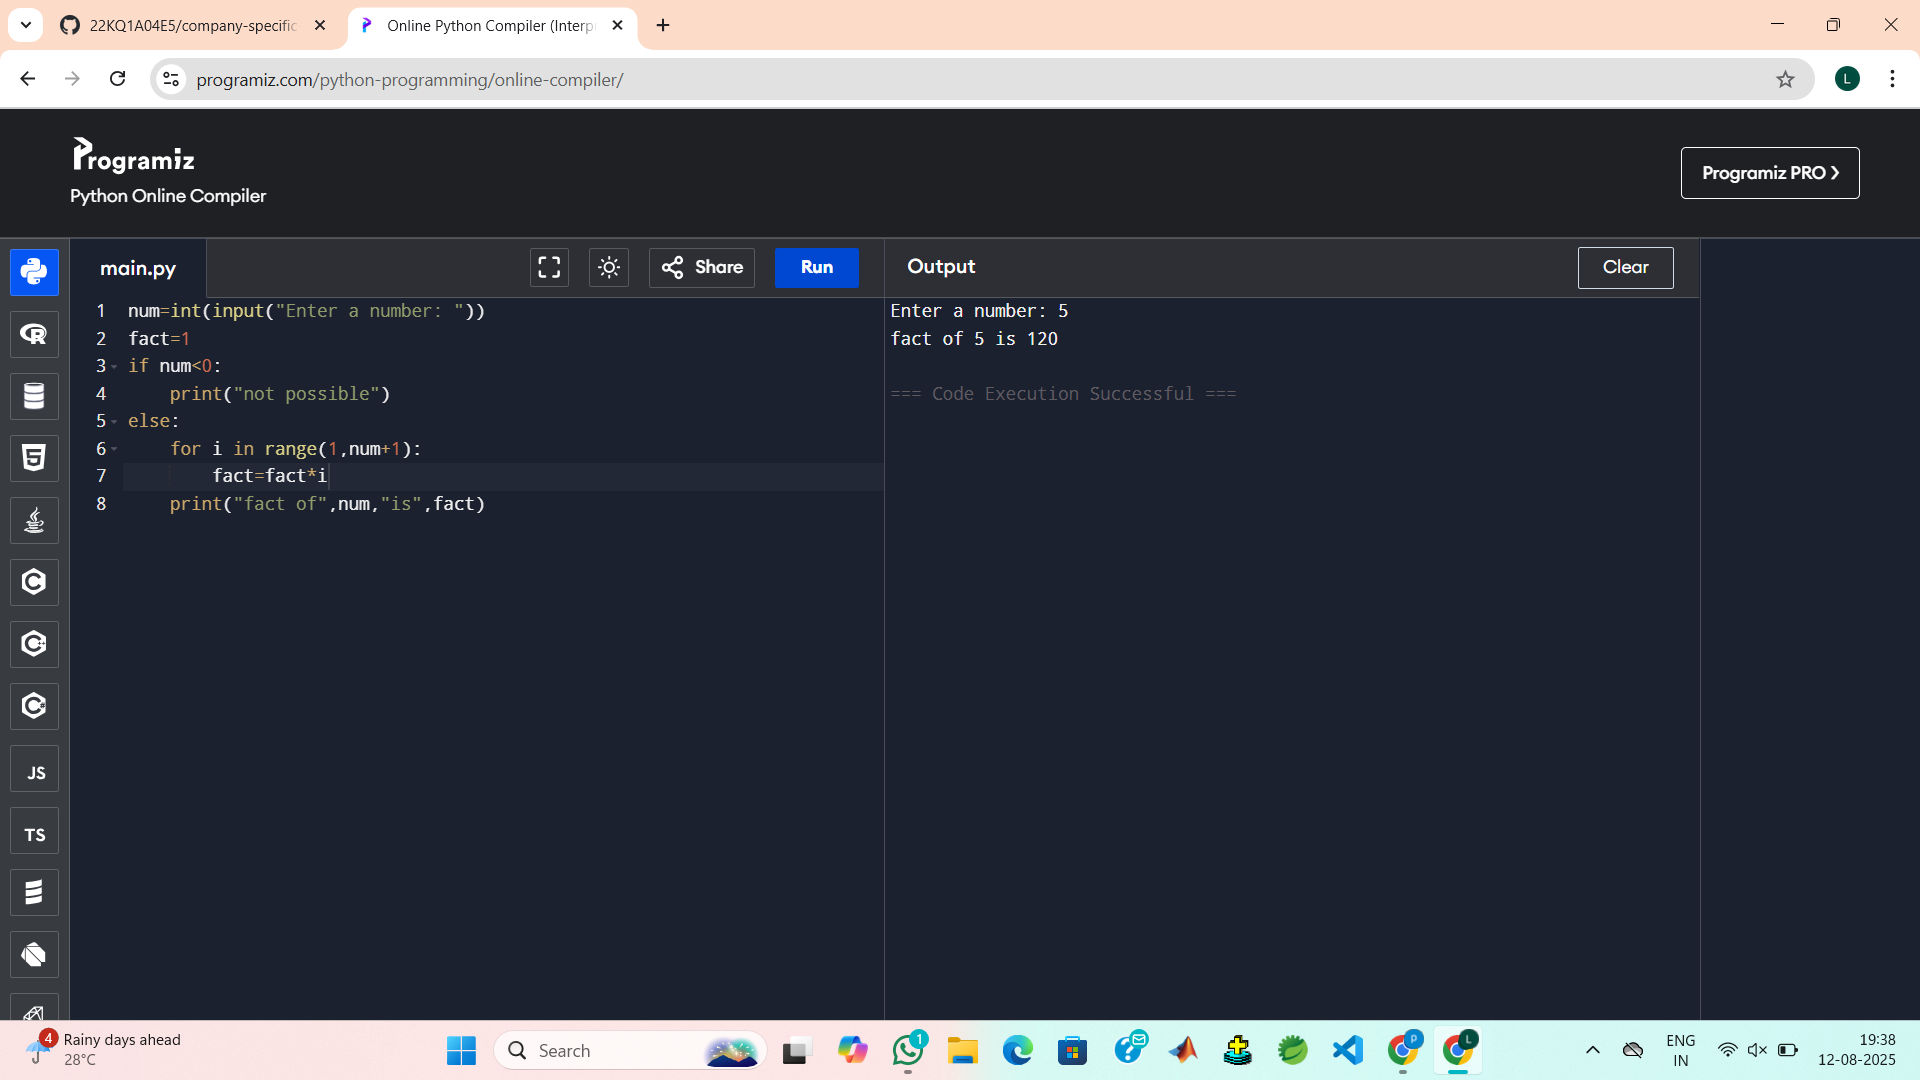 22KQ1A04E5/company-specific
Online Python Compiler (Interp
programiz.com/python-programming/online-compiler/
L
Programiz
Python Online Compiler
Programiz PRO ❯
main.py
Share
Run
Output
Clear
1 num=int(input("Enter a number: "))
2 fact=1
3 if num<0:
4     print("not possible")
5 else:
6     for i in range(1,num+1):
7         fact=fact*i
8     print("fact of",num,"is",fact)
Enter a number: 5
fact of 5 is 120
=== Code Execution Successful ===
JS
TS
4
Rainy days ahead
28°C
Search
1
P
L
ENG
IN
19:38
12-08-2025